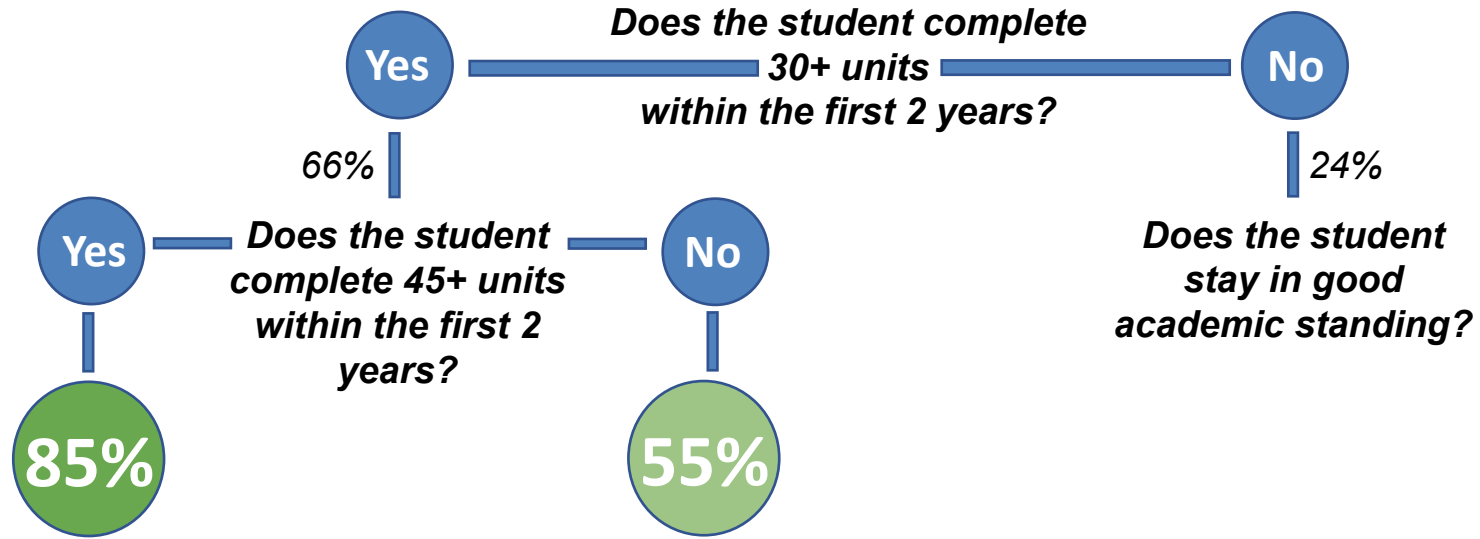 Does the student complete
Yes
30+ units
No
within the first 2 years?
66%
24%
Yes
Does the student
complete 45+ units
within the first 2
years?
No
Does the student
stay in good
academic standing?
85%
55%